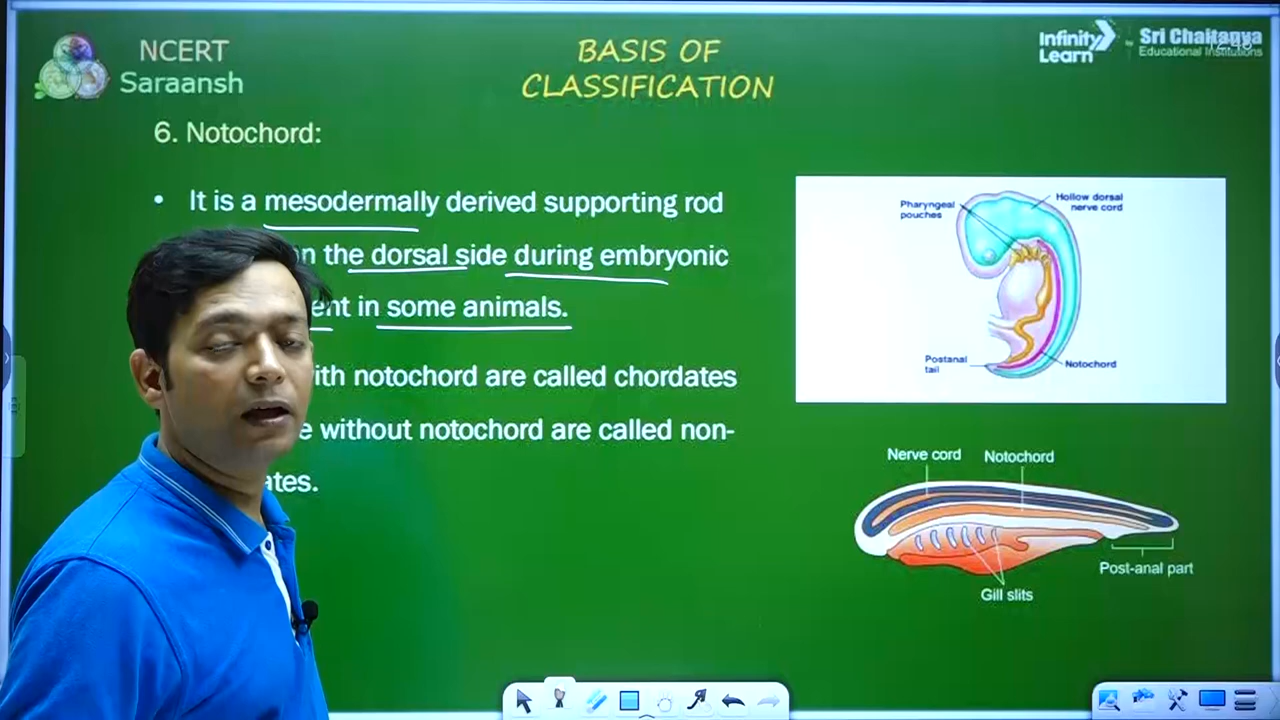 NCERT
Saraansh
BASIS OF
CLASSIFICATION
Infinity
Learn
by
Sri Chaitanya
Educational Institutions
6. Notochord:
• It is a mesodermally derived supporting rod
in the dorsal side during embryonic
ent in some animals.
ith notochord are called chordates
e without notochord are called non-
ates.
Pharyngeal
pouches
Hollow dorsal
nerve cord
Postanal
tail
Notochord
Nerve cord
Notochord
Post-anal part
Gill slits